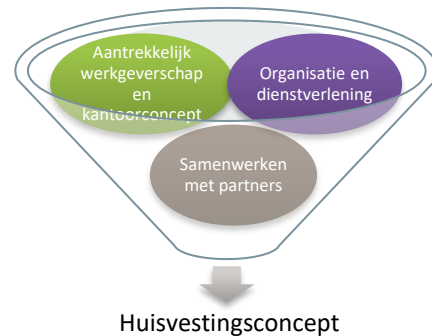 Aantrekkelijk
werkgeverschap
en
kantoorconcept
Organisatie en
dienstverlening
Samenwerken
met partners
Huisvestingsconcept